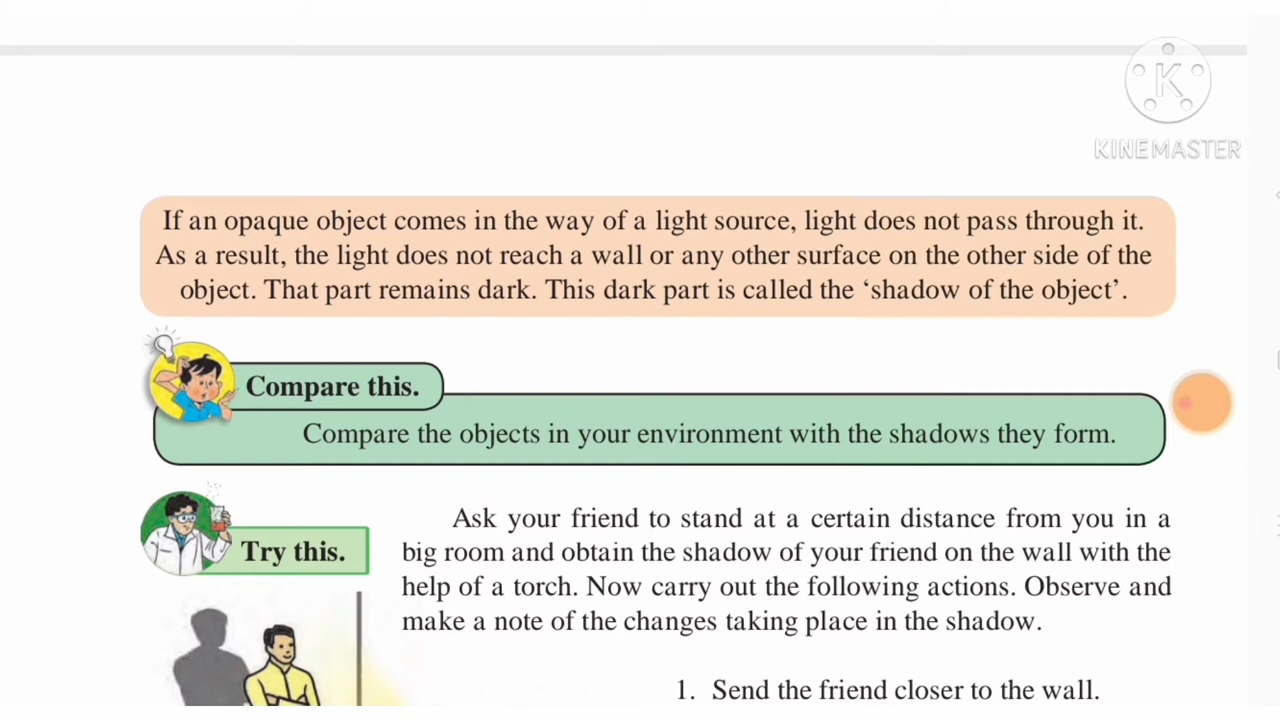 K
KINEMASTER
If an opaque object comes in the way of a light source, light does not pass through it.
As a result, the light does not reach a wall or any other surface on the other side of the
object. That part remains dark. This dark part is called the ‘shadow of the object’.
Compare this.
Compare the objects in your environment with the shadows they form.
Try this.
Ask your friend to stand at a certain distance from you in a
big room and obtain the shadow of your friend on the wall with the
help of a torch. Now carry out the following actions. Observe and
make a note of the changes taking place in the shadow.
1. Send the friend closer to the wall.